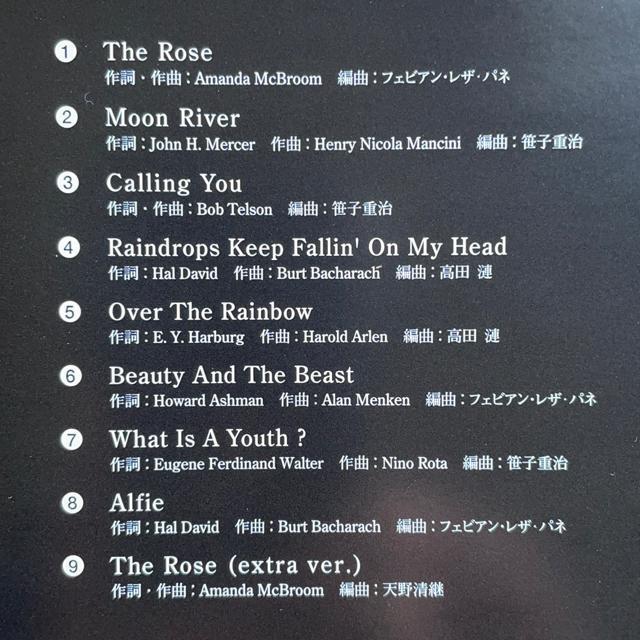 1 The Rose
作詞・作曲：Amanda McBroom 編曲：フェビアン・レザ・パネ
2 Moon River
作詞：John H. Mercer 作曲：Henry Nicola Mancini 編曲：笹子重治
3 Calling You
作詞・作曲：Bob Telson 編曲：笹子重治
4 Raindrops Keep Fallin' On My Head
作詞：Hal David 作曲：Burt Bacharach 編曲：高田 漣
5 Over The Rainbow
作詞：E. Y. Harburg 作曲：Harold Arlen 編曲：高田 漣
6 Beauty And The Beast
作詞：Howard Ashman 作曲：Alan Menken 編曲：フェビアン・レザ・パネ
7 What Is A Youth ?
作詞：Eugene Ferdinand Walter 作曲：Nino Rota 編曲：笹子重治
8 Alfie
作詞：Hal David 作曲：Burt Bacharach 編曲：フェビアン・レザ・パネ
9 The Rose (extra ver.)
作詞・作曲：Amanda McBroom 編曲：天野清継